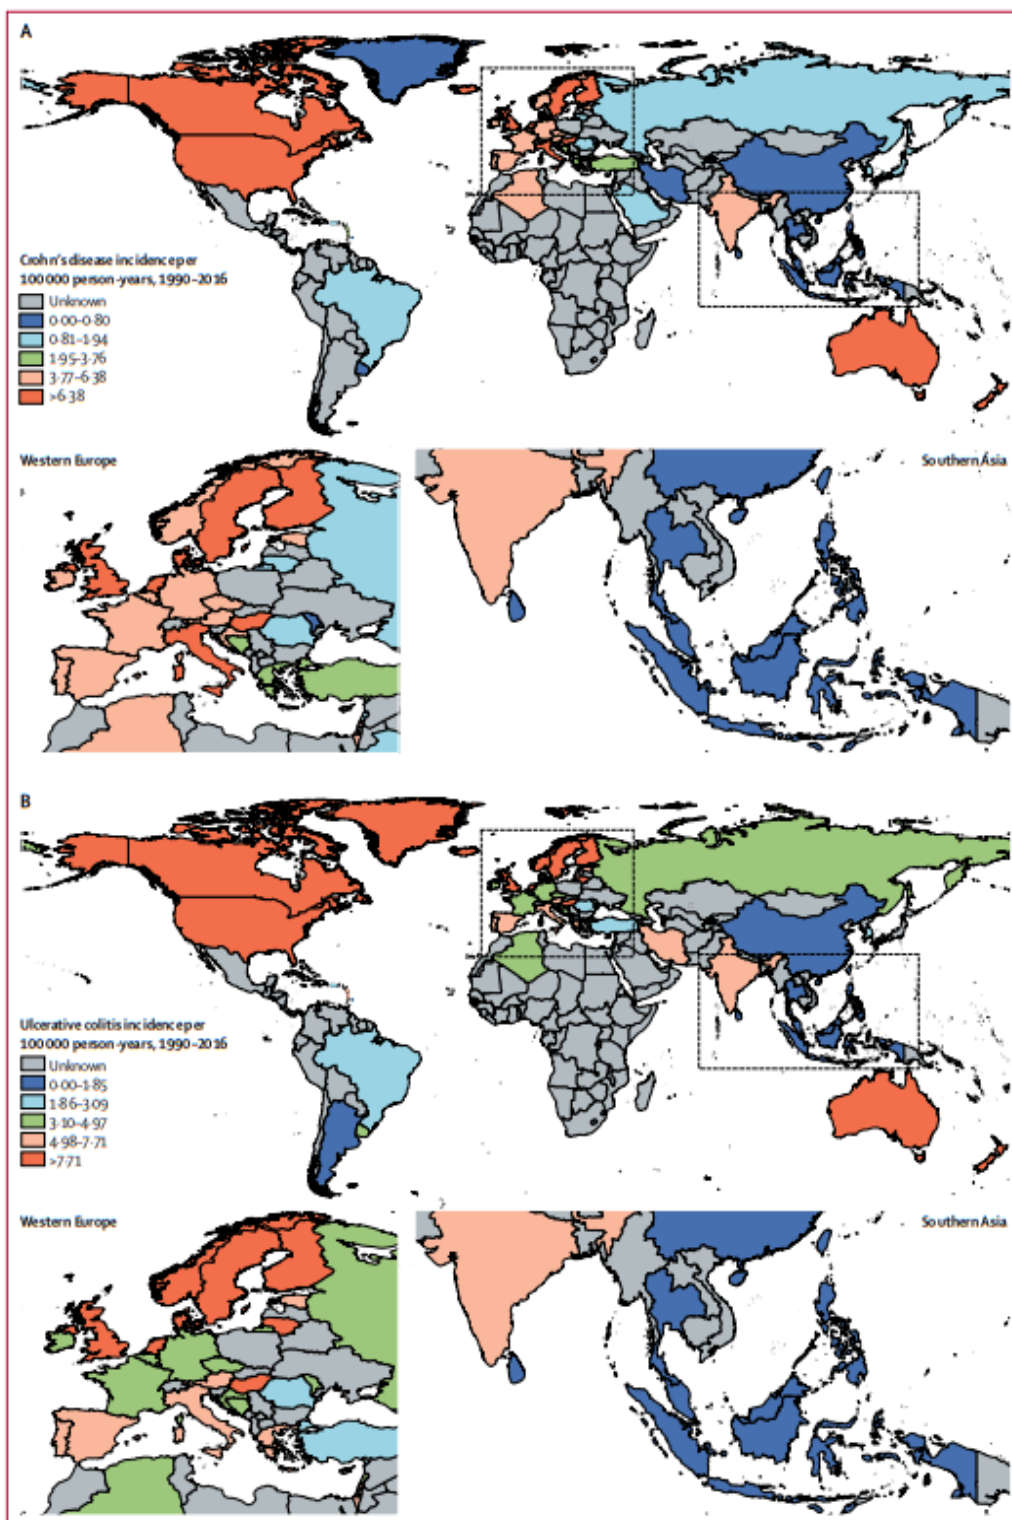 A
Crohn's disease incidence per
100 000 person-years, 1990–2016
Unknown
0·00–0·80
0·81–1·94
1·95–3·76
3·77–6·38
>6·38
Western Europe
Southern Asia
B
Ulcerative colitis incidence per
100 000 person-years, 1990–2016
Unknown
0·00–1·85
1·86–3·09
3·10–4·97
4·98–7·71
>7·71
Western Europe
Southern Asia